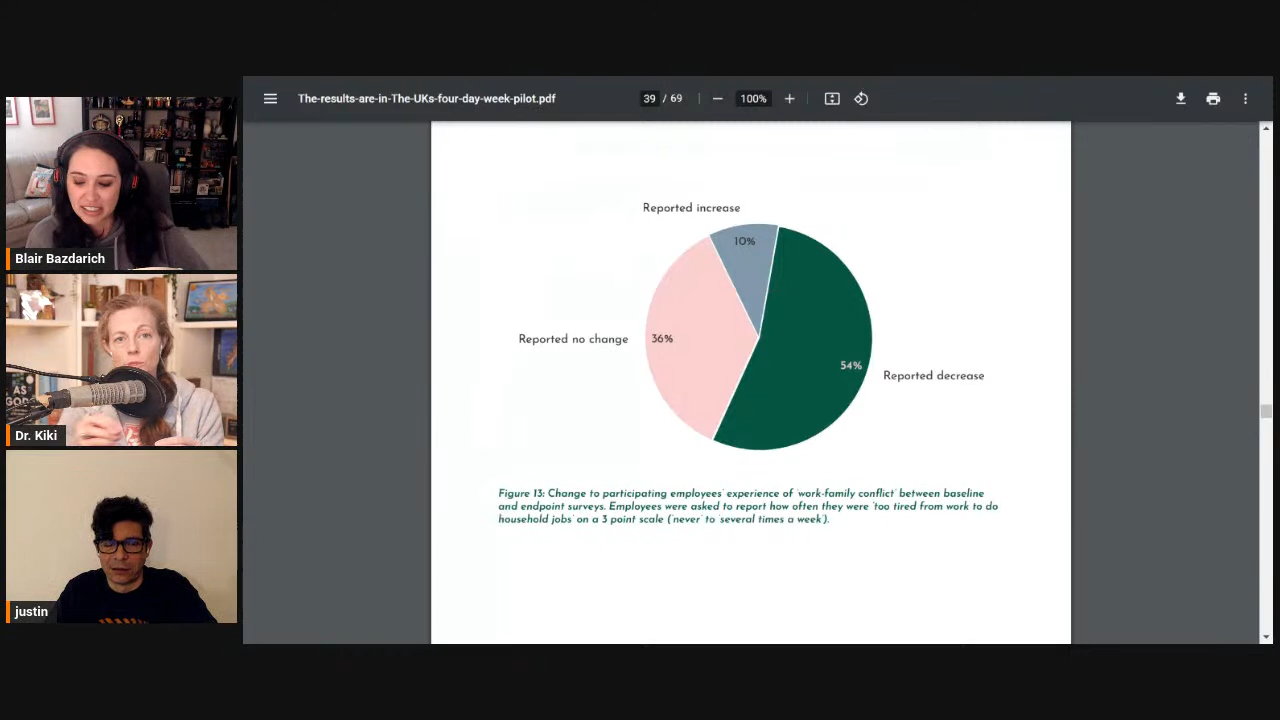 The-results-are-in-The-UKs-four-day-week-pilot.pdf
39 / 69
100%
Blair Bazdarich
Dr. Kiki
AS
GOD
justin
Reported increase
10%
Reported no change
36%
54%
Reported decrease
Figure 13: Change to participating employees' experience of 'work-family conflict' between baseline
and endpoint surveys. Employees were asked to report how often they were 'too tired from work to do
household jobs' on a 3 point scale ('never' to several times a week').